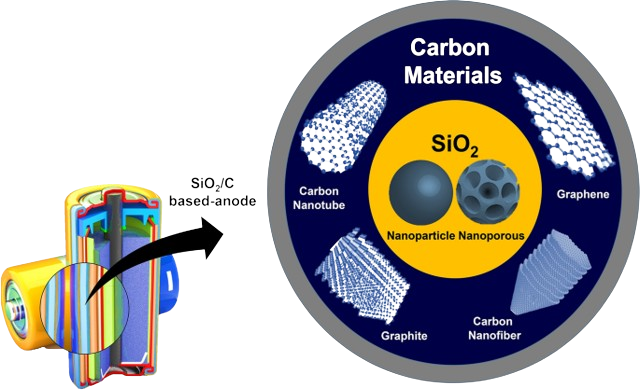 Carbon
Materials
SiO₂
Carbon
Nanotube
Graphene
Nanoparticle Nanoporous
Graphite
Carbon
Nanofiber
SiO₂/C
based-anode